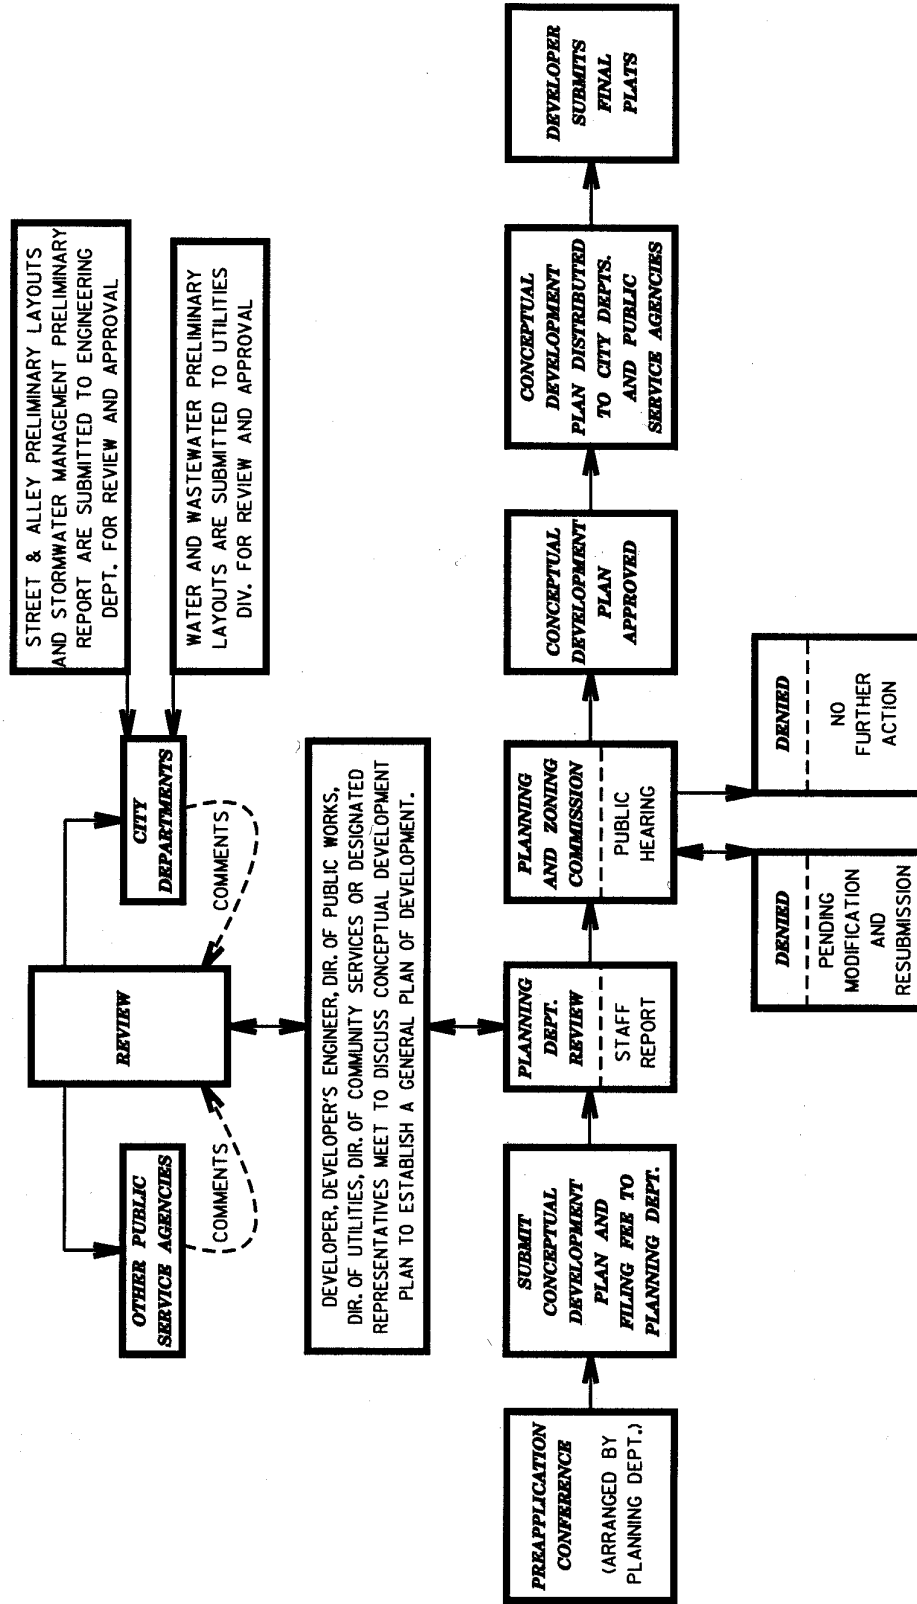 STREET & ALLEY PRELIMINARY LAYOUTS
AND STORMWATER MANAGEMENT PRELIMINARY
REPORT ARE SUBMITTED TO ENGINEERING
DEPT. FOR REVIEW AND APPROVAL
WATER AND WASTEWATER PRELIMINARY
LAYOUTS ARE SUBMITTED TO UTILITIES
DIV. FOR REVIEW AND APPROVAL
OTHER PUBLIC
SERVICE AGENCIES
COMMENTS
REVIEW
CITY
DEPARTMENTS
COMMENTS
DEVELOPER, DEVELOPER'S ENGINEER, DIR. OF PUBLIC WORKS,
DIR. OF UTILITIES, DIR. OF COMMUNITY SERVICES OR DESIGNATED
REPRESENTATIVES MEET TO DISCUSS CONCEPTUAL DEVELOPMENT
PLAN TO ESTABLISH A GENERAL PLAN OF DEVELOPMENT.
PREAPPLICATION
CONFERENCE
(ARRANGED BY
PLANNING DEPT.)
SUBMIT
CONCEPTUAL
DEVELOPMENT
PLAN AND
FILING FEE TO
PLANNING DEPT.
PLANNING
DEPT.
REVIEW
STAFF
REPORT
PLANNING
AND ZONING
COMMISSION
PUBLIC
HEARING
CONCEPTUAL
DEVELOPMENT
PLAN
APPROVED
CONCEPTUAL
DEVELOPMENT
PLAN DISTRIBUTED
TO CITY DEPTS.
AND PUBLIC
SERVICE AGENCIES
DEVELOPER
SUBMITS
FINAL
PLATS
DENIED
PENDING
MODIFICATION
AND
RESUBMISSION
DENIED
NO
FURTHER
ACTION